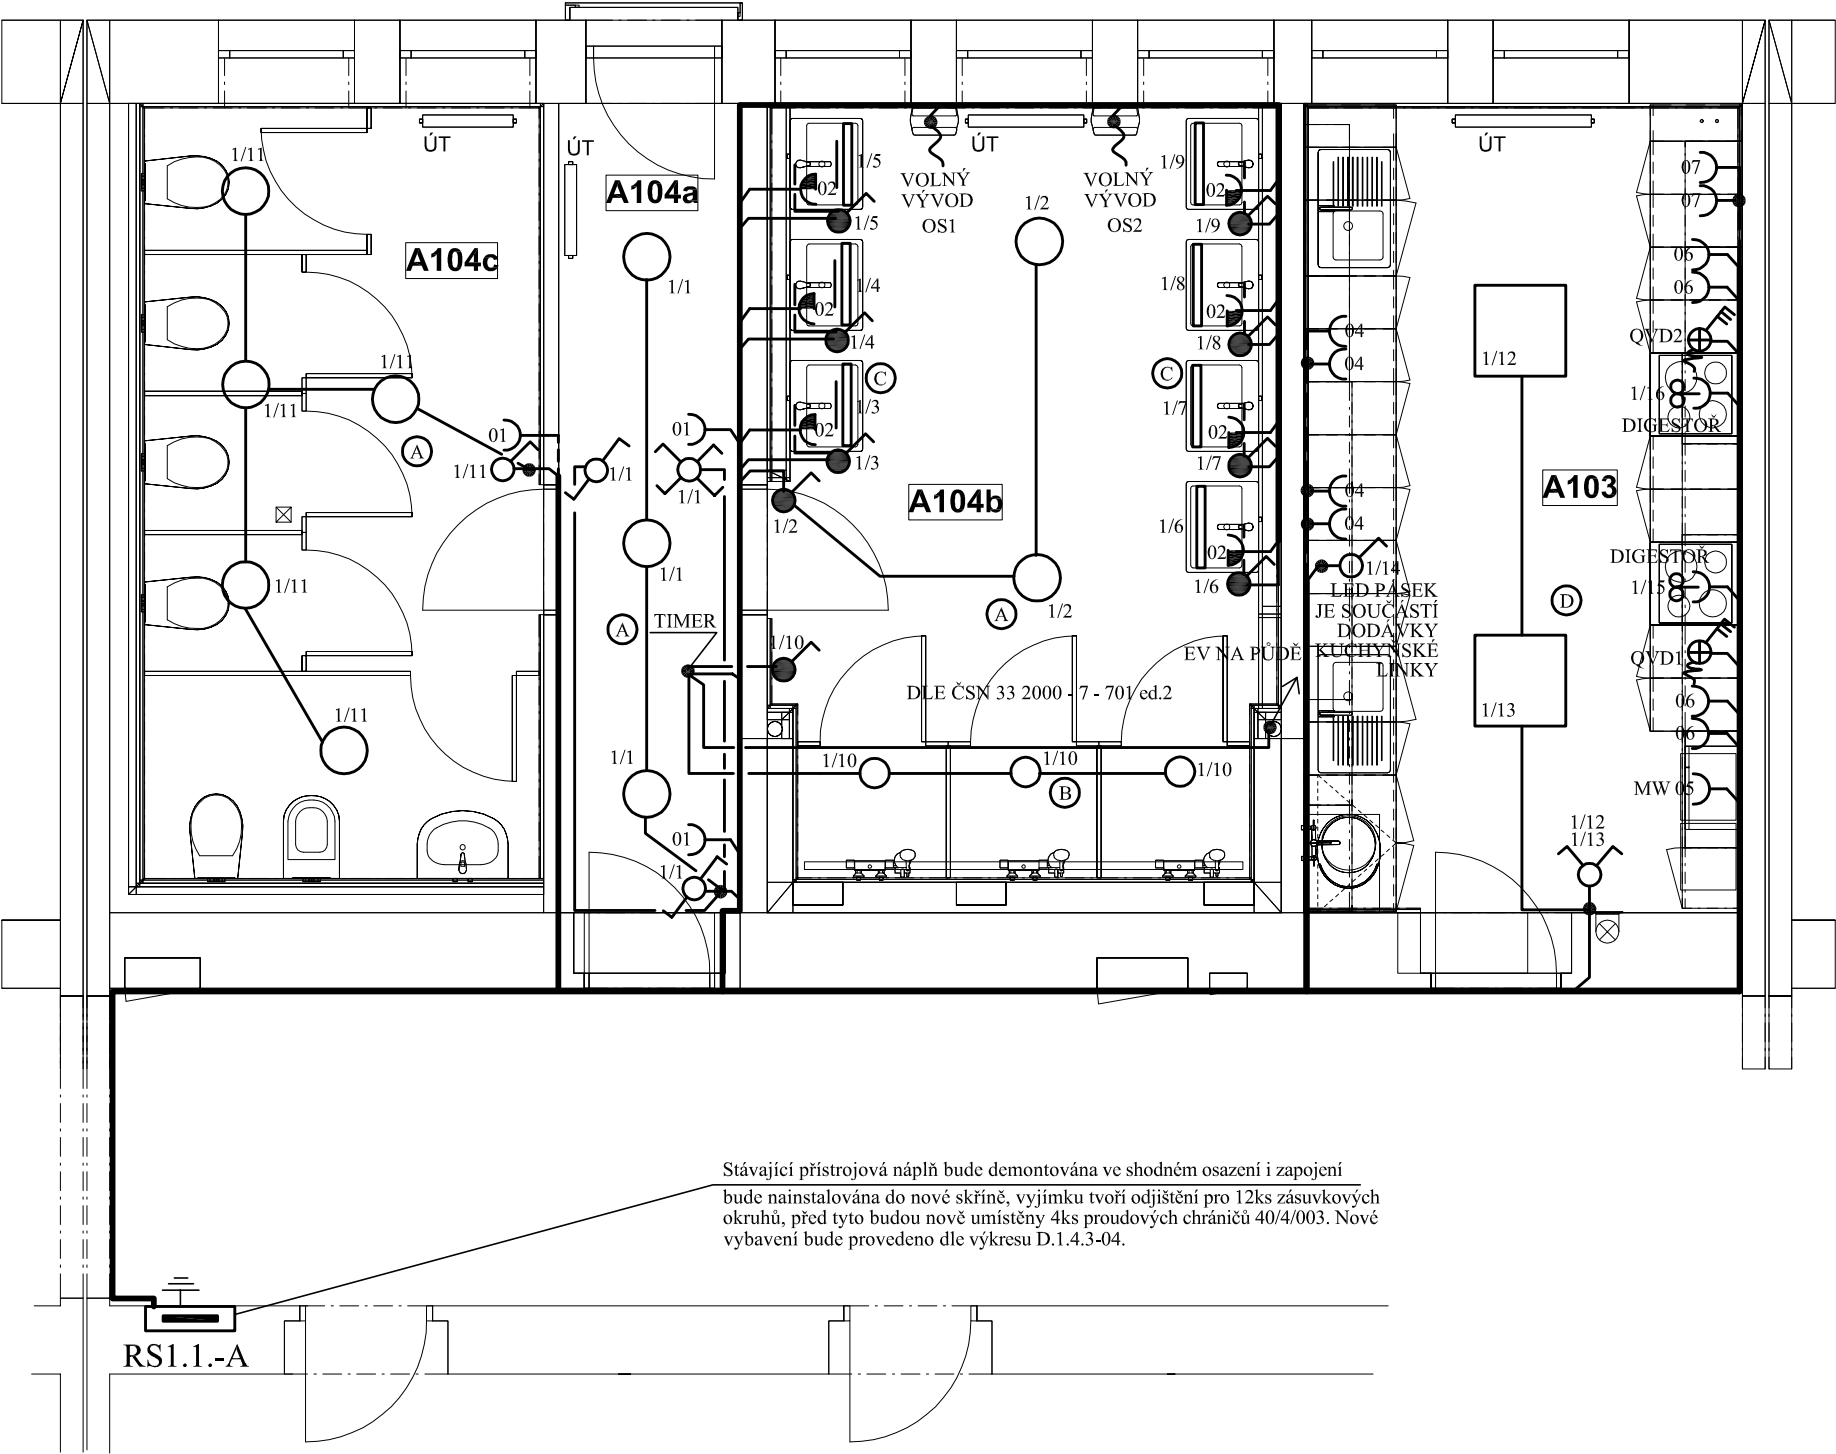 ÚT
1/11
A104c
1/11
1/11
A
01
1/11
1/11
1/11
ÚT
A104a
1/1
01
1/1
1/1
1/1
A
TIMER
1/1
01
1/1
1/5
02
1/5
1/4
02
1/4
C
1/3
02
1/3
1/2
VOLNÝ
VÝVOD
OS1
ÚT
VOLNÝ
VÝVOD
OS2
1/2
1/9
02
1/9
1/8
02
1/8
C
1/7
02
1/7
A104b
1/6
02
1/6
A
1/2
1/10
EV NA PŮDĚ
DLE ČSN 33 2000 - 7 - 701 ed.2
1/10
1/10
1/10
B
ÚT
07
07
06
06
04
04
1/12
QVD2
1/16
DIGESTOŘ
A103
04
04
1/14
LED PÁSEK
JE SOUČÁSTÍ
DODÁVKY
KUCHYŇSKÉ
LINKY
DIGESTOŘ
1/15
D
QVD1
1/13
06
06
MW 05
1/12
1/13
Stávající přístrojová náplň bude demontována ve shodném osazení i zapojení
bude nainstalována do nové skříně, vyjímku tvoří odjištění pro 12ks zásuvkových
okruhů, před tyto budou nově umístěny 4ks proudových chráničů 40/4/003. Nové
vybavení bude provedeno dle výkresu D.1.4.3-04.
RS1.1.-A